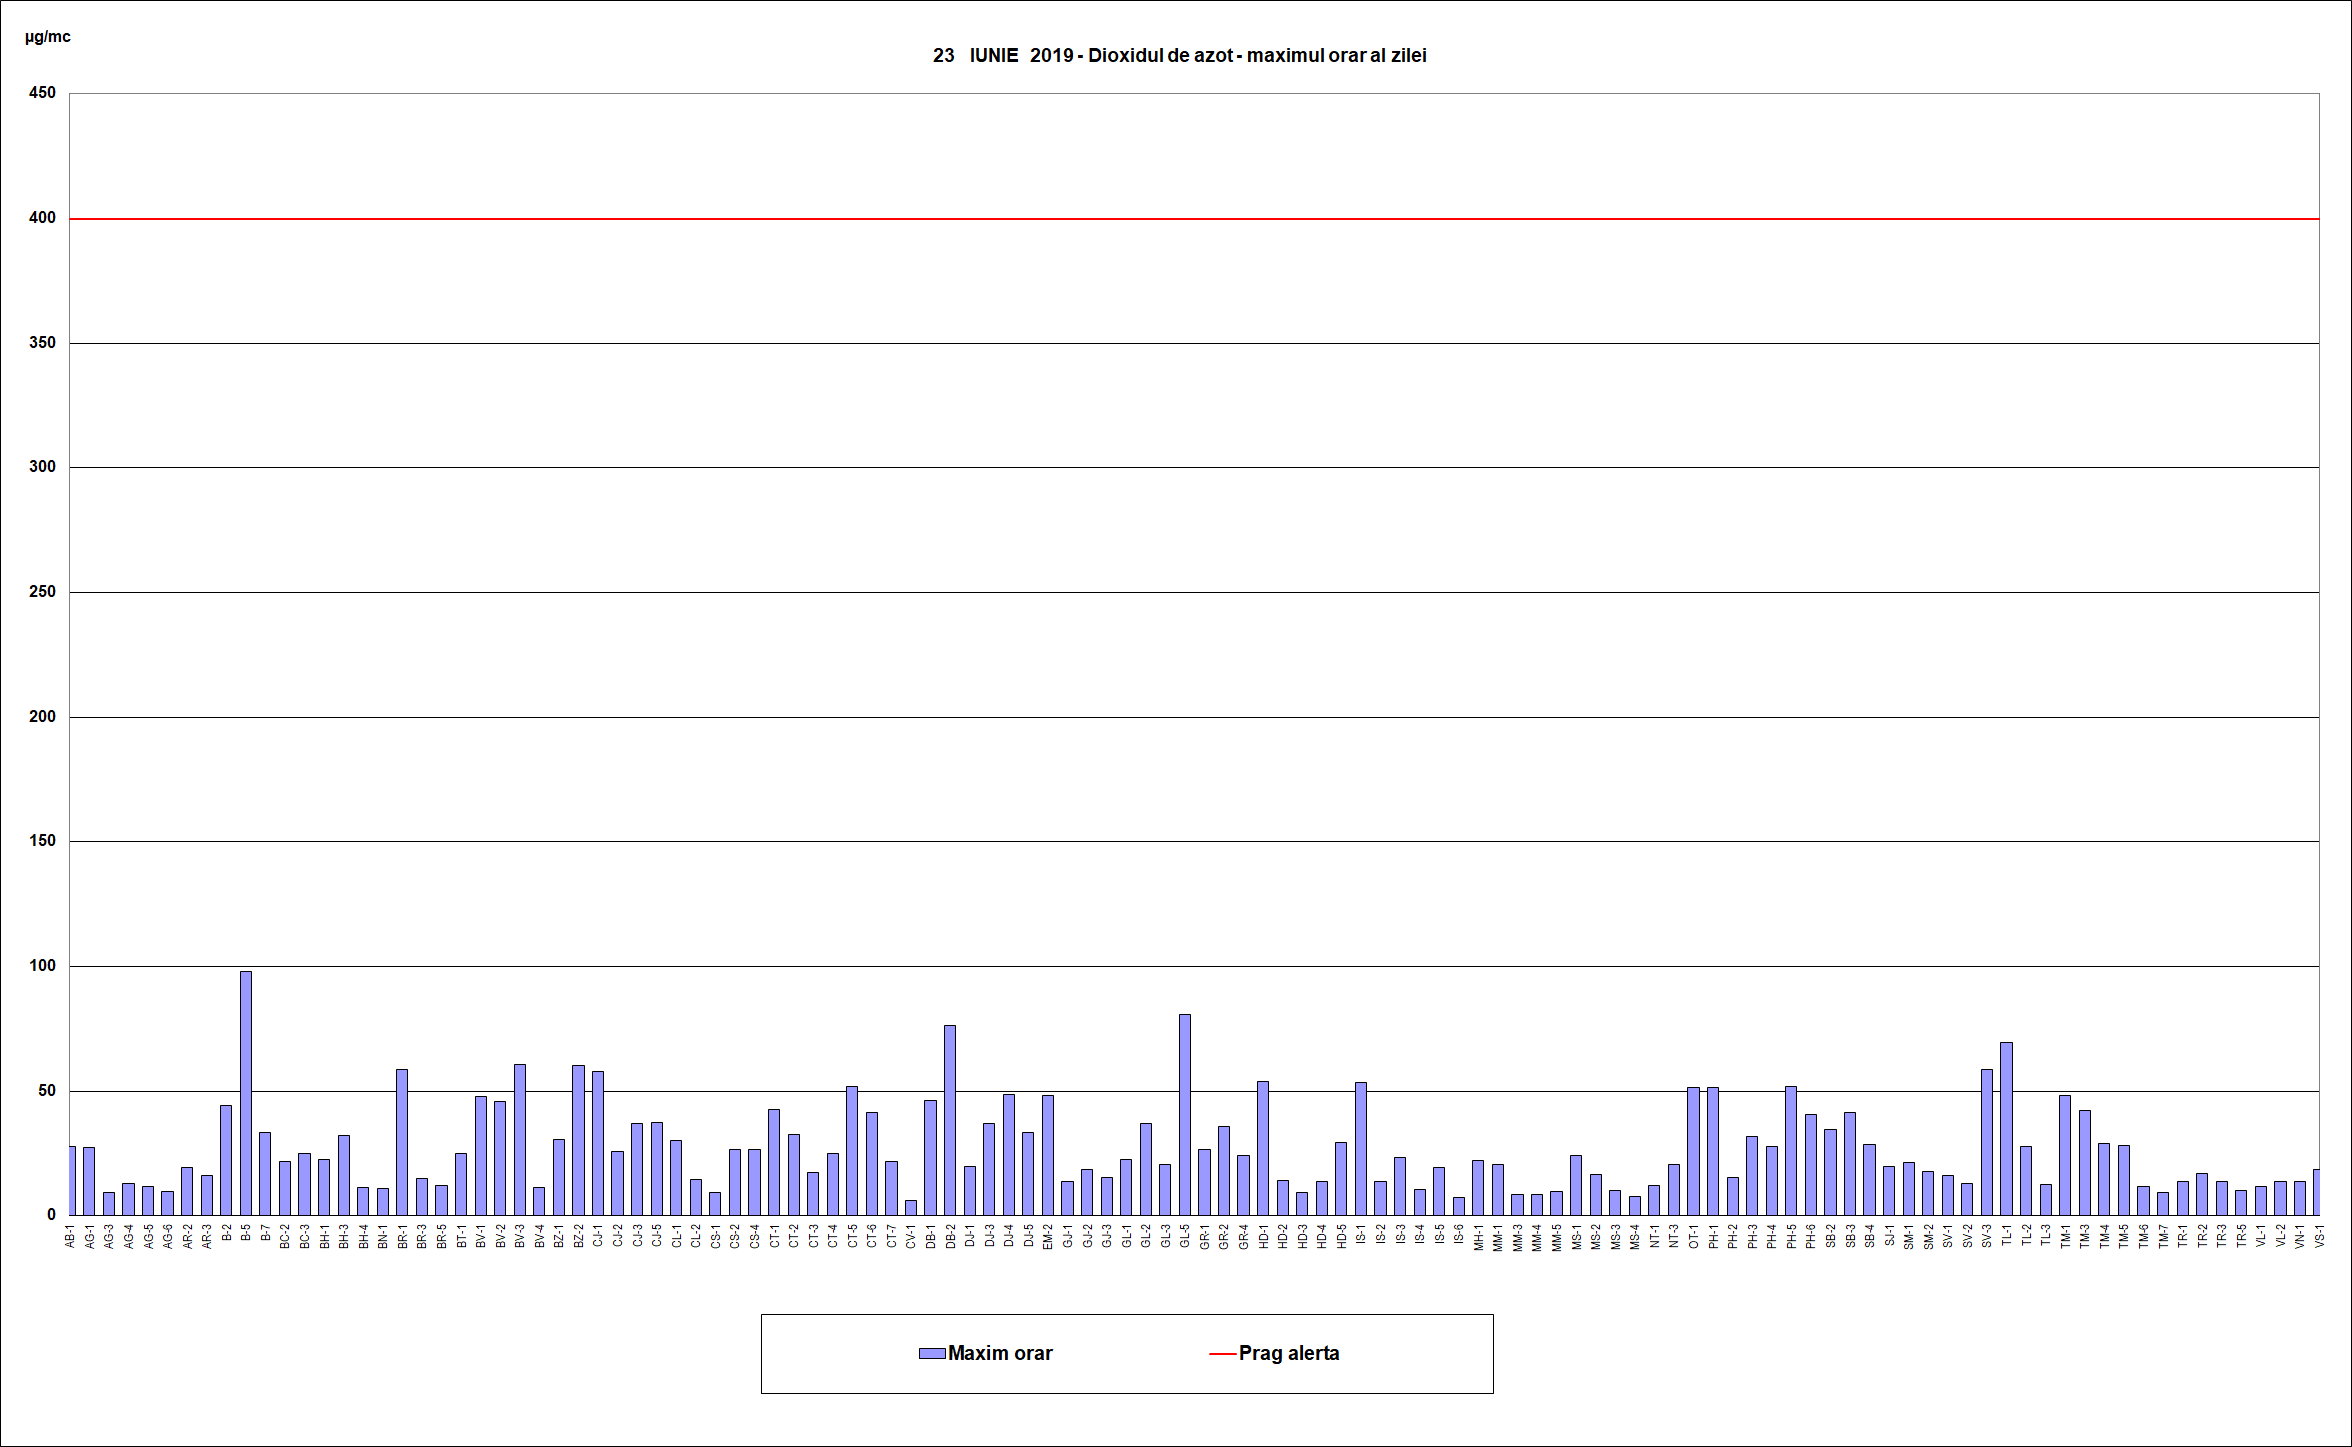 µg/mc
23 IUNIE 2019 - Dioxidul de azot - maximul orar al zilei
450
400
350
300
250
200
150
100
50
0
AB-1 AG-1 AG-3 AG-4 AG-5 AG-6 AR-2 AR-3 B-2 B-5 B-7 BC-2 BC-3 BH-1 BH-3 BH-4 BN-1 BR-1 BR-3 BR-5 BT-1 BV-1 BV-2 BV-3 BV-4 BZ-1 BZ-2 CJ-1 CJ-2 CJ-3 CJ-5 CL-1 CL-2 CS-1 CS-2 CS-4 CT-1 CT-2 CT-3 CT-4 CT-5 CT-6 CT-7 CV-1 DB-1 DB-2 DJ-1 DJ-3 DJ-4 DJ-5 EM-2 GJ-1 GJ-2 GJ-3 GL-1 GL-2 GL-3 GL-5 GR-1 GR-2 GR-4 HD-1 HD-2 HD-3 HD-4 HD-5 IS-1 IS-2 IS-3 IS-4 IS-5 IS-6 MH-1 MM-1 MM-3 MM-4 MM-5 MS-1 MS-2 MS-3 MS-4 NT-1 NT-3 OT-1 PH-1 PH-2 PH-3 PH-4 PH-5 PH-6 SB-2 SB-3 SB-4 SJ-1 SM-1 SM-2 SV-1 SV-2 SV-3 TL-1 TL-2 TL-3 TM-1 TM-3 TM-4 TM-5 TM-6 TM-7 TR-1 TR-2 TR-3 TR-5 VL-1 VL-2 VN-1 VS-1
Maxim orar Prag alerta